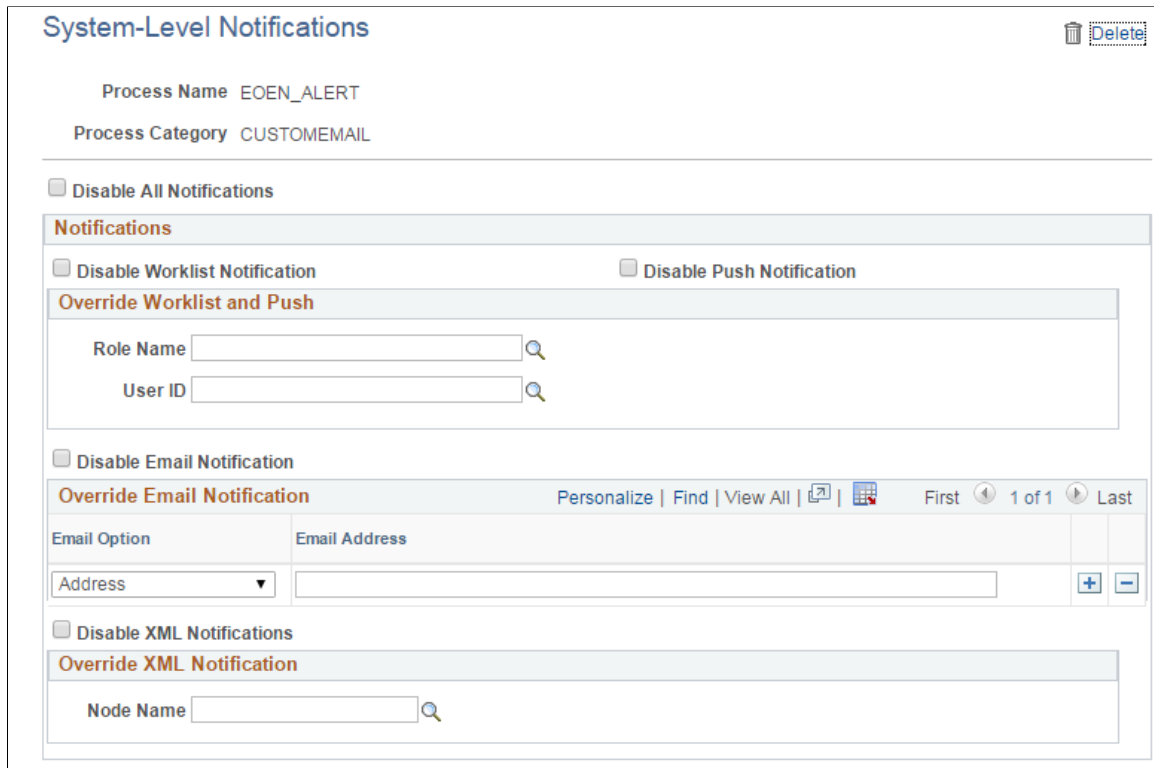 System-Level Notifications
Delete
Process Name EOEN_ALERT
Process Category CUSTOMEMAIL
Disable All Notifications
Notifications
Disable Worklist Notification Disable Push Notification
Override Worklist and Push
Role Name
User ID
Disable Email Notification
Override Email Notification Personalize | Find | View All | | First 1 of 1 Last
Email Option Email Address
Address
Disable XML Notifications
Override XML Notification
Node Name